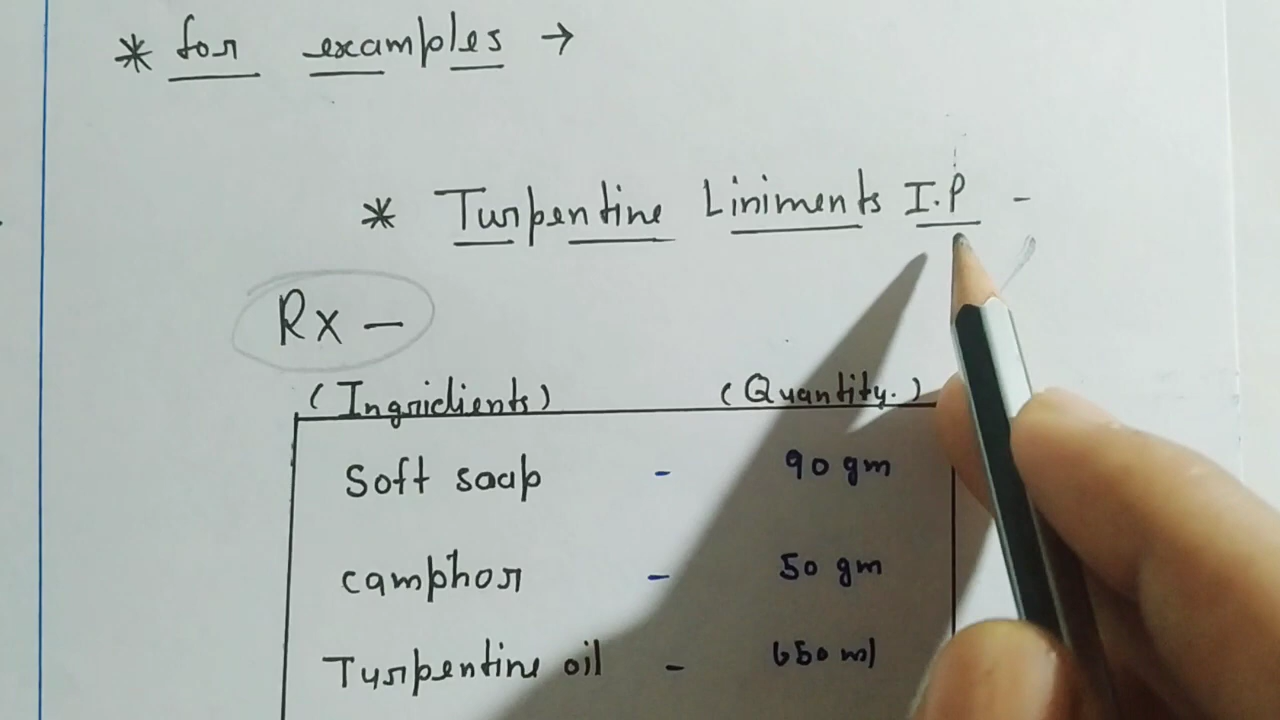 * for examples →
* Turpentine Liniments I.P -
Rx -
(Ingridients) (Quantity.)
Soft soap - 90 gm
camphor - 50 gm
Turpentine oil - 650 ml